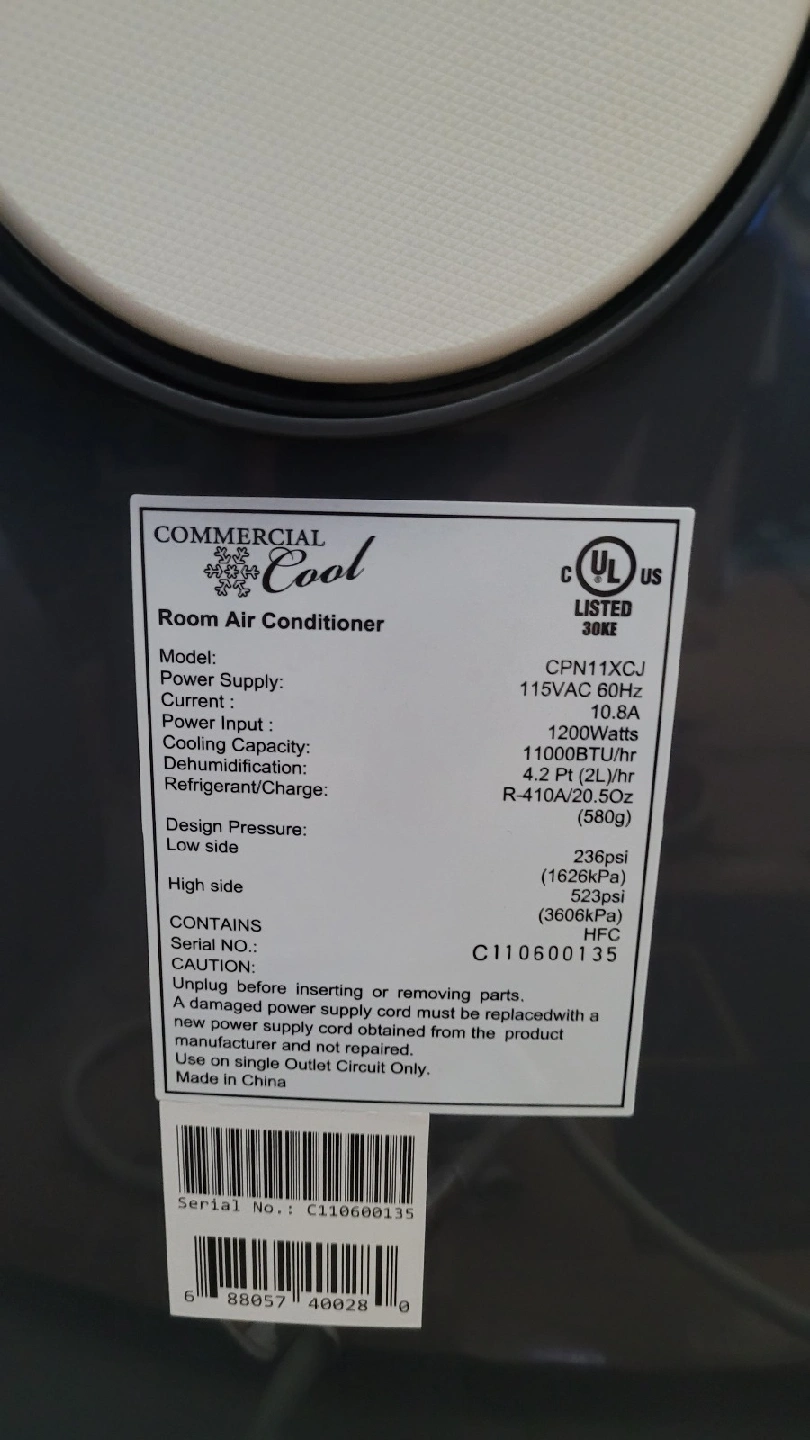 COMMERCIAL
Cool
C UL US
LISTED
30KE
Room Air Conditioner
Model: CPN11XCJ
Power Supply: 115VAC 60Hz
Current : 10.8A
Power Input : 1200Watts
Cooling Capacity: 11000BTU/hr
Dehumidification: 4.2 Pt (2L)/hr
Refrigerant/Charge: R-410A/20.5Oz
(580g)
Design Pressure:
Low side 236psi
(1626kPa)
High side 523psi
(3606kPa)
CONTAINS HFC
Serial NO.: C110600135
CAUTION:
Unplug before inserting or removing parts.
A damaged power supply cord must be replacedwith a
new power supply cord obtained from the product
manufacturer and not repaired.
Use on single Outlet Circuit Only.
Made in China
Serial No.: C110600135
6 88057 40028 0